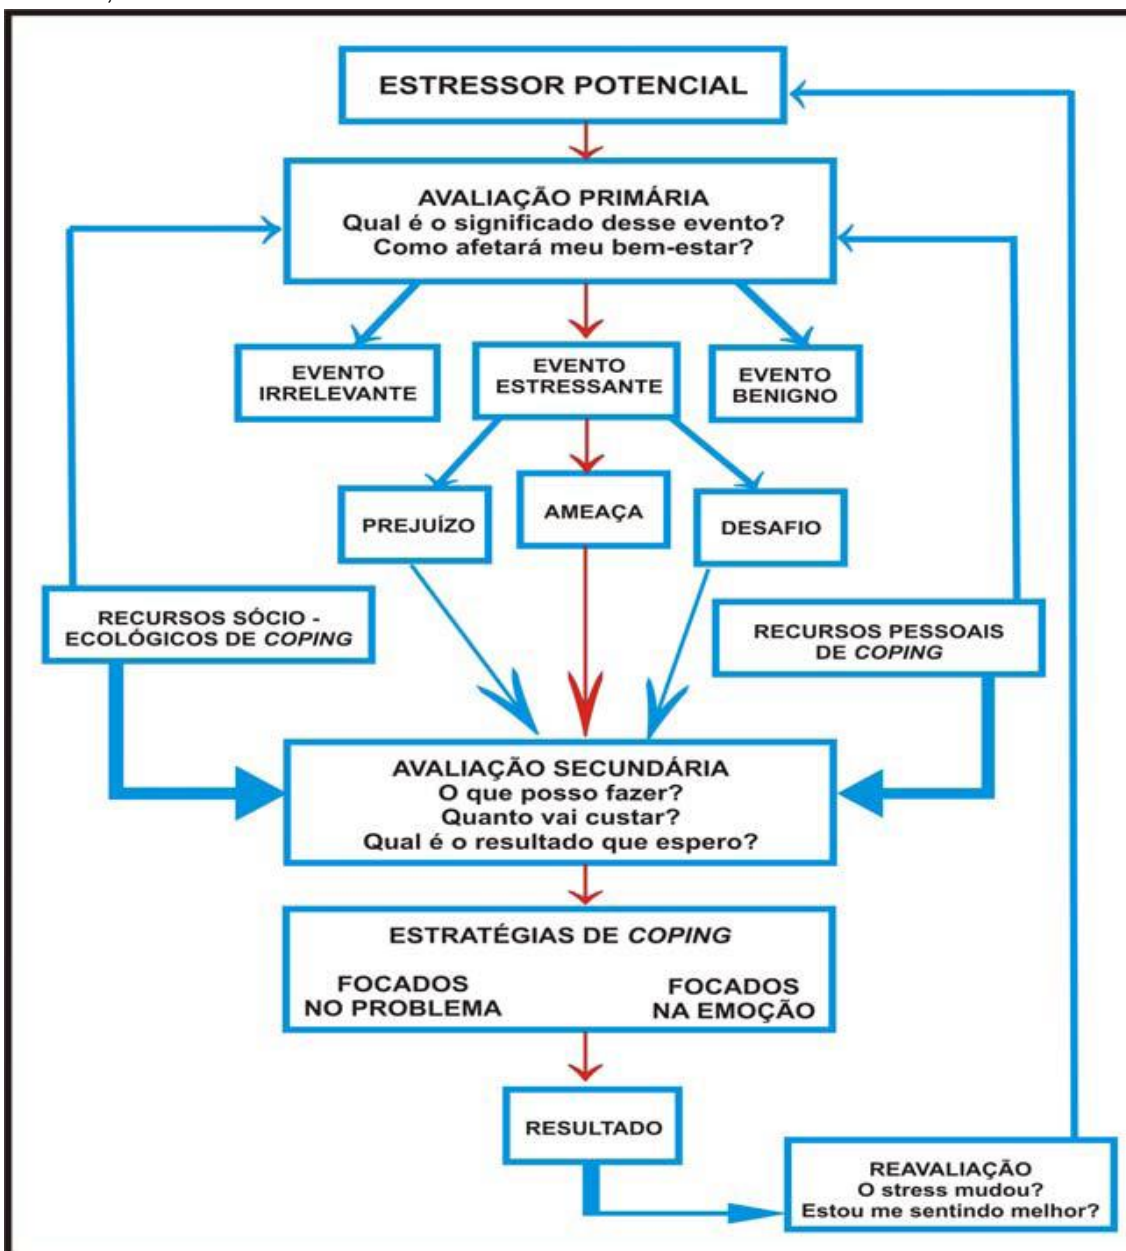 ESTRESSOR POTENCIAL
AVALIAÇÃO PRIMÁRIA
Qual é o significado desse evento?
Como afetará meu bem-estar?
EVENTO
IRRELEVANTE
EVENTO
ESTRESSANTE
EVENTO
BENIGNO
PREJUÍZO
AMEAÇA
DESAFIO
RECURSOS SÓCIO -
ECOLÓGICOS DE COPING
RECURSOS PESSOAIS
DE COPING
AVALIAÇÃO SECUNDÁRIA
O que posso fazer?
Quanto vai custar?
Qual é o resultado que espero?
ESTRATÉGIAS DE COPING
FOCADOS
NO PROBLEMA
FOCADOS
NA EMOÇÃO
RESULTADO
REAVALIAÇÃO
O stress mudou?
Estou me sentindo melhor?